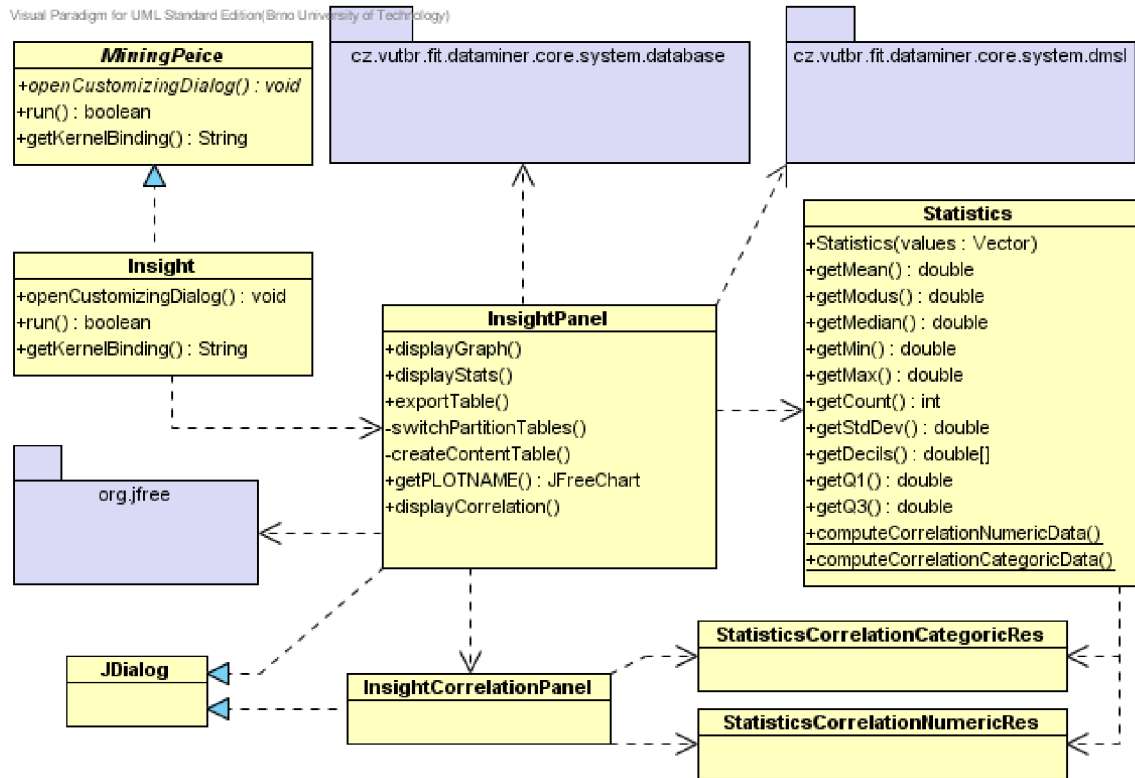 Visual Paradigm for UML Standard Edition(Brno University of Technology)
MiningPeice
+openCustomizingDialog() : void
+run() : boolean
+getKernelBinding() : String
cz.vutbr.fit.dataminer.core.system.database
cz.vutbr.fit.dataminer.core.system.dmsl
Insight
+openCustomizingDialog() : void
+run() : boolean
+getKernelBinding() : String
InsightPanel
+displayGraph()
+displayStats()
+exportTable()
-switchPartitionTables()
-createContentTable()
+getPLOTNAME() : JFreeChart
+displayCorrelation()
Statistics
+Statistics(values : Vector)
+getMean() : double
+getModus() : double
+getMedian() : double
+getMin() : double
+getMax() : double
+getCount() : int
+getStdDev() : double
+getDecils() : double[]
+getQ1() : double
+getQ3() : double
+computeCorrelationNumericData()
+computeCorrelationCategoricData()
org.jfree
JDialog
InsightCorrelationPanel
StatisticsCorrelationCategoricRes
StatisticsCorrelationNumericRes